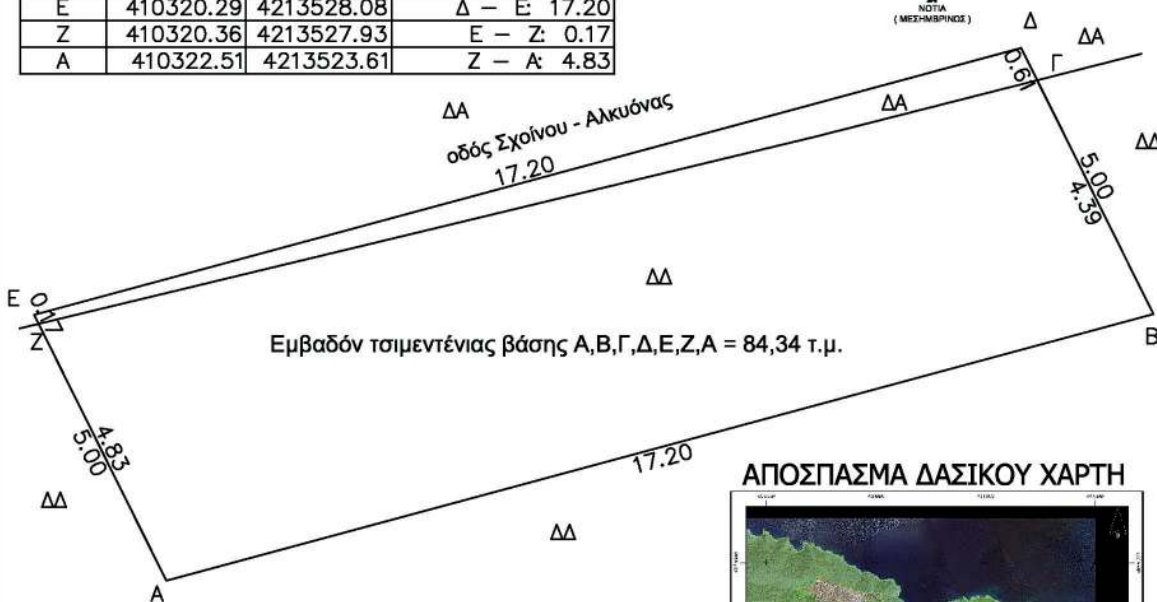 Ε 410320.29 4213528.08 Δ – Ε: 17.20
Ζ 410320.36 4213527.93 Ε – Ζ: 0.17
Α 410322.51 4213523.61 Ζ – Α: 4.83
ΝΟΤΙΑ
( ΜΕΣΗΜΒΡΙΝΟΣ )
Δ
ΔΑ
Γ
0.61
ΔΑ
ΔΑ
οδός Σχοίνου - Αλκυόνας
17.20
ΔΔ
5.00
4.39
ΔΔ
Ε
0.17
Ζ
Εμβαδόν τσιμεντένιας βάσης Α,Β,Γ,Δ,Ε,Ζ,Α = 84,34 τ.μ.
Β
4.83
5.00
17.20
ΔΔ
ΔΔ
Α
ΑΠΟΣΠΑΣΜΑ ΔΑΣΙΚΟΥ ΧΑΡΤΗ